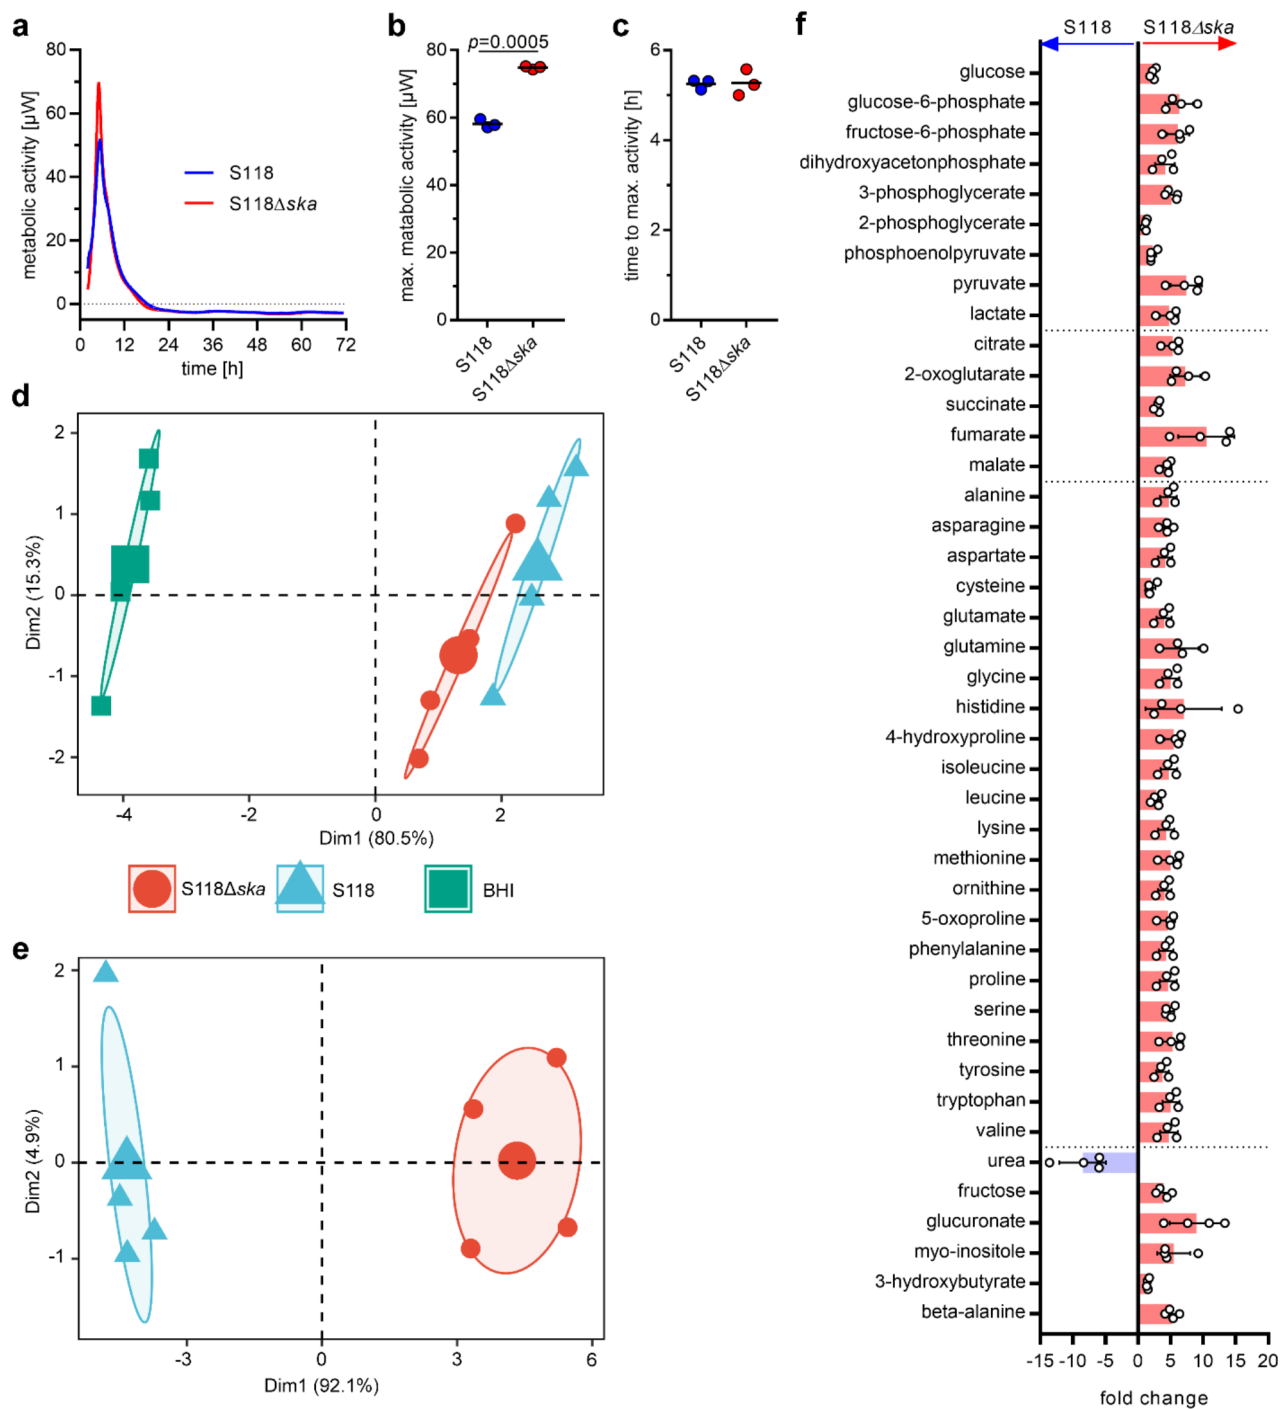 a
metabolic activity [µW]
80
60
40
20
0
S118
S118Δska
0 12 24 36 48 60 72
time [h]
b
max. matabolic activity [µW]
p=0.0005
80
60
40
20
0
S118
S118Δska
c
time to max. activity [h]
6
4
2
0
S118
S118Δska
d
Dim2 (15.3%)
2
1
0
-1
-2
-4 -2 0 2
Dim1 (80.5%)
S118Δska S118 BHI
e
Dim2 (4.9%)
2
1
0
-1
-3 0 3 6
Dim1 (92.1%)
f
S118 S118Δska
glucose
glucose-6-phosphate
fructose-6-phosphate
dihydroxyacetonphosphate
3-phosphoglycerate
2-phosphoglycerate
phosphoenolpyruvate
pyruvate
lactate
citrate
2-oxoglutarate
succinate
fumarate
malate
alanine
asparagine
aspartate
cysteine
glutamate
glutamine
glycine
histidine
4-hydroxyproline
isoleucine
leucine
lysine
methionine
ornithine
5-oxoproline
phenylalanine
proline
serine
threonine
tyrosine
tryptophan
valine
urea
fructose
glucuronate
myo-inositole
3-hydroxybutyrate
beta-alanine
-15 -10 -5 0 5 10 15 20
fold change